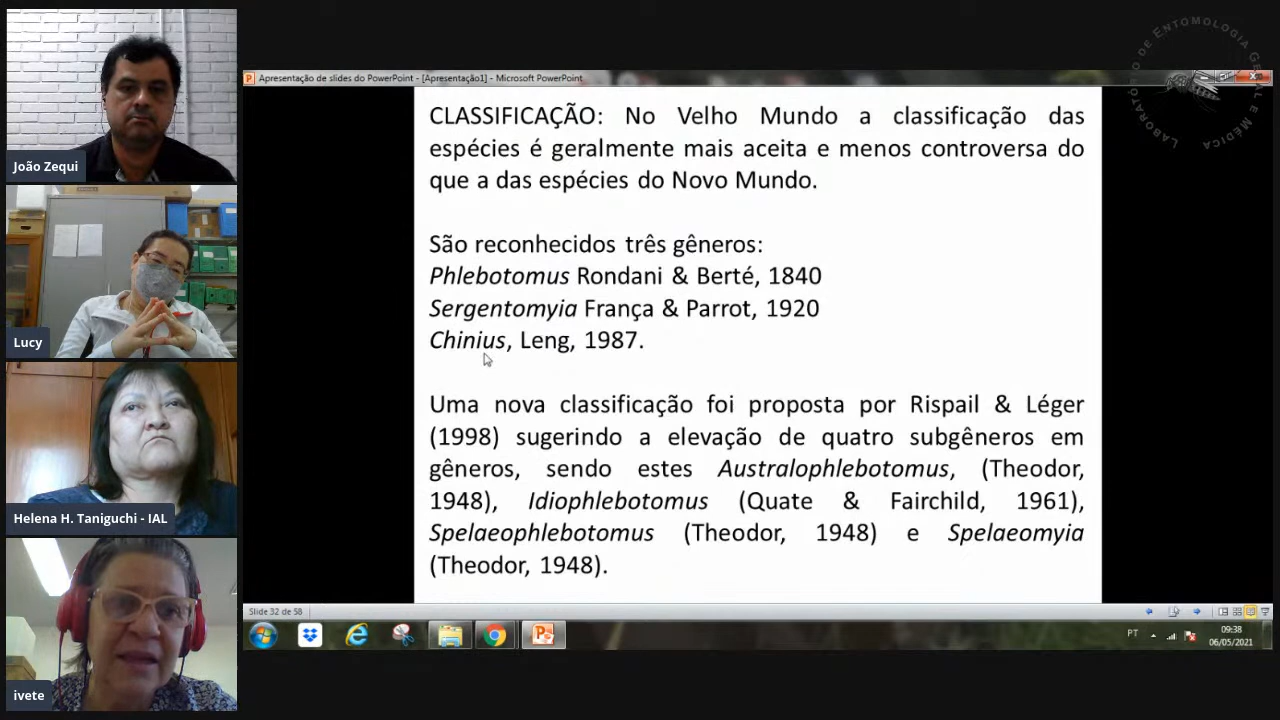 João Zequi
Lucy
Helena H. Taniguchi - IAL
ivete
LABORATÓRIO DE ENTOMOLOGIA GERAL E MÉDICA
Apresentação de slides do PowerPoint - [Apresentação1] - Microsoft PowerPoint
CLASSIFICAÇÃO: No Velho Mundo a classificação das
espécies é geralmente mais aceita e menos controversa do
que a das espécies do Novo Mundo.
São reconhecidos três gêneros:
Phlebotomus Rondani & Berté, 1840
Sergentomyia França & Parrot, 1920
Chinius, Leng, 1987.
Uma nova classificação foi proposta por Rispail & Léger
(1998) sugerindo a elevação de quatro subgêneros em
gêneros, sendo estes Australophlebotomus, (Theodor,
1948), Idiophlebotomus (Quate & Fairchild, 1961),
Spelaeophlebotomus (Theodor, 1948) e Spelaeomyia
(Theodor, 1948).
Slide 32 de 58
PT
09:38
06/05/2021